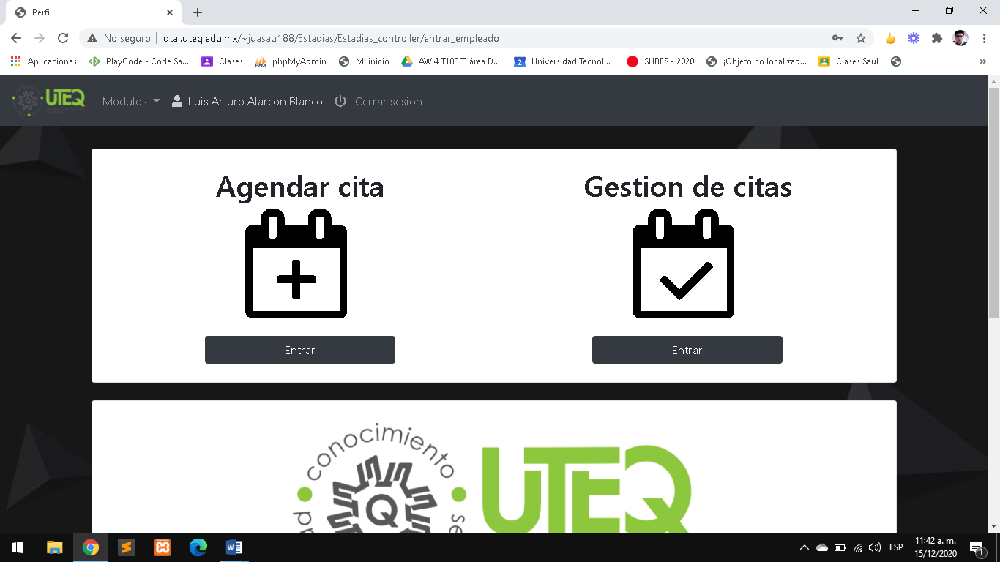 Perfil
No seguro
dtai.uteq.edu.mx/~juasau188/Estadias/Estadias_controller/entrar_empleado
Aplicaciones
PlayCode - Code Sa...
Clases
phpMyAdmin
Mi inicio
AWI4 T188 TI área D...
Universidad Tecnol...
SUBES - 2020
¡Objeto no localizad...
Clases Saul
»
UTEQ
Modulos
Luis Arturo Alarcon Blanco
Cerrar sesion
Agendar cita
Gestion de citas
Entrar
Entrar
conocimiento
Q
UTEQ
ESP
11:42 a. m.
15/12/2020
1